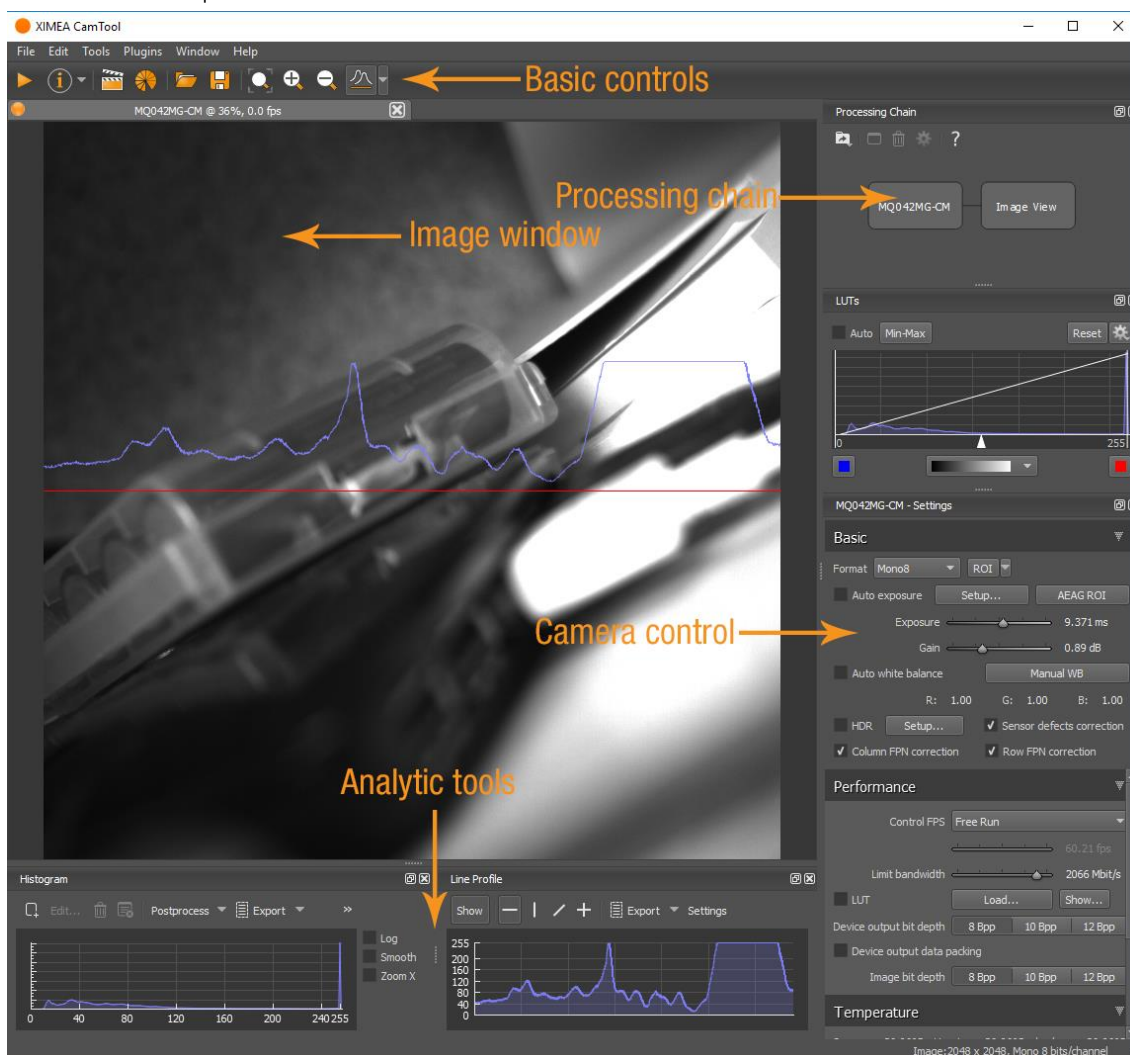 XIMEA CamTool
File Edit Tools Plugins Window Help
Basic controls
MQ042MG-CM @ 36%, 0.0 fps
Image window
Processing Chain
?
Processing chain
MQ042MG-CM
Image View
LUTs
Auto Min-Max Reset
0 255
MQ042MG-CM - Settings
Basic
Format Mono8 ROI
Auto exposure Setup... AEAG ROI
Exposure 9.371 ms
Camera control
Gain 0.89 dB
Auto white balance Manual WB
R: 1.00 G: 1.00 B: 1.00
HDR Setup... Sensor defects correction
Column FPN correction Row FPN correction
Performance
Control FPS Free Run
60.21 fps
Limit bandwidth 2066 Mbit/s
LUT Load... Show...
Device output bit depth 8 Bpp 10 Bpp 12 Bpp
Device output data packing
Image bit depth 8 Bpp 10 Bpp 12 Bpp
Temperature
Analytic tools
Histogram
Edit... Postprocess Export »
Log
Smooth
Zoom X
0 40 80 120 160 200 240 255
Line Profile
Show Export Settings
255
200
160
120
80
40
0
Image:2048 x 2048, Mono 8 bits/channel